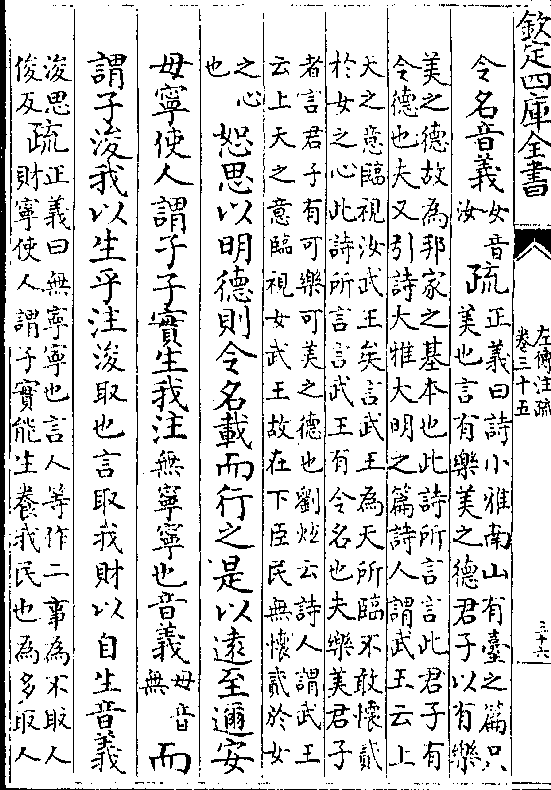 欽定四庫全書
左傳注疏
卷三十五
三十六
令名音義
女音
汝
疏
正義曰詩小雅南山有臺之篇只
美也言有樂美之德君子以有樂
美之德故為邦家之基本也此詩所言言此君子有
令德也夫又引詩大雅大明之篇詩人謂武王云上
天之意臨視汝武王矣言武王為天所臨不敢懷貳
於女之心此詩所言言武王有令名也夫樂美君子
者言君子有可樂可美之德也劉炫云詩人謂武王
云上天之意臨視女武王故在下臣民無懷貳於女
之心
也
恕思以明德則令名載而行之是以遠至邇安
毋寧使人謂子子實生我注
無寧寧也
音義
毋音
無
而
謂子浚我以生乎注浚取也言取我財以自生音義
浚思
俊反
疏
正義曰無寧寧也言人等作二事為不取人
財寧使人謂子實能生養我民也為多取人